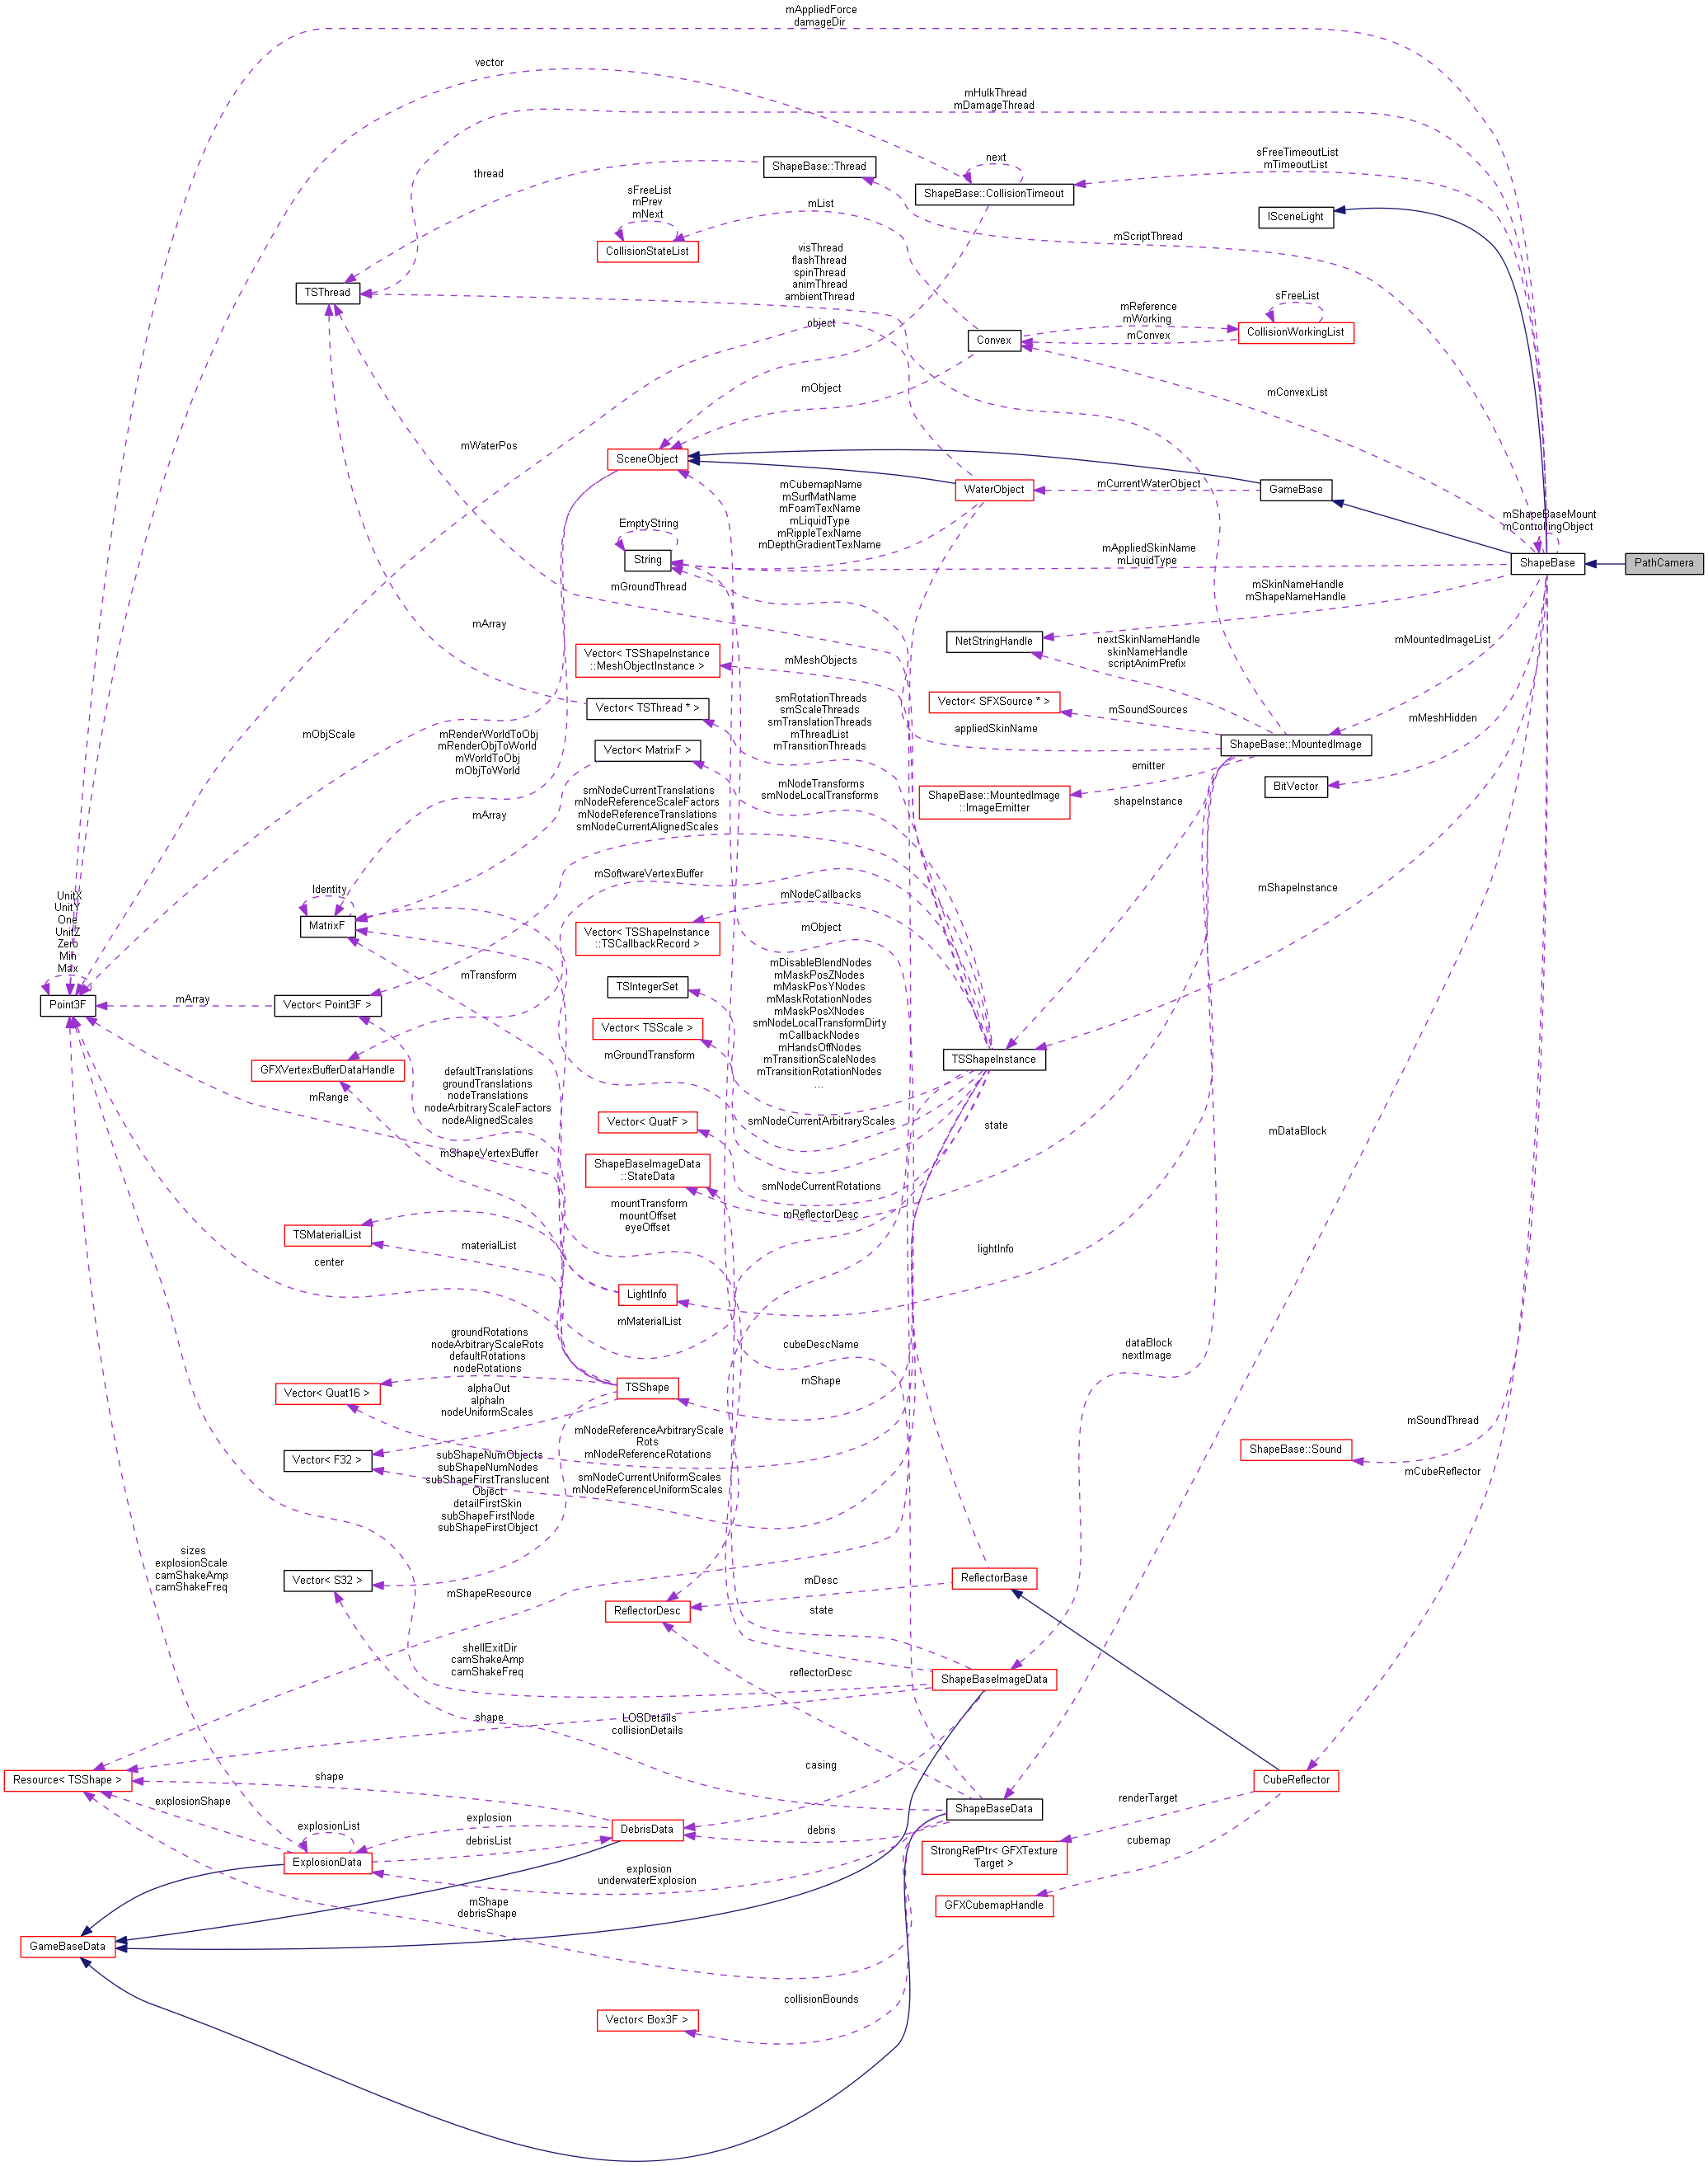 mAppliedForce
damageDir
vector
mHulkThread
mDamageThread
ShapeBase::Thread
thread
next
ShapeBase::CollisionTimeout
sFreeTimeoutList
mTimeoutList
sFreeList
mPrev
mNext
CollisionStateList
mList
ISceneLight
mScriptThread
visThread
flashThread
spinThread
animThread
ambientThread
TSThread
object
Convex
mReference
mWorking
mConvex
sFreeList
CollisionWorkingList
mObject
mConvexList
mWaterPos
SceneObject
mCubemapName
mSurfMatName
mFoamTexName
mLiquidType
mRippleTexName
mDepthGradientTexName
WaterObject
mCurrentWaterObject
GameBase
mShapeBaseMount
mControllingObject
EmptyString
String
mAppliedSkinName
mLiquidType
ShapeBase
PathCamera
mGroundThread
mSkinNameHandle
mShapeNameHandle
mArray
Vector< TSShapeInstance
::MeshObjectInstance >
mMeshObjects
NetStringHandle
nextSkinNameHandle
skinNameHandle
scriptAnimPrefix
mMountedImageList
Vector< TSThread * >
smRotationThreads
smScaleThreads
smTranslationThreads
mThreadList
mTransitionThreads
Vector< SFXSource * >
mSoundSources
mMeshHidden
mObjScale
mRenderWorldToObj
mRenderObjToWorld
mWorldToObj
mObjToWorld
Vector< MatrixF >
appliedSkinName
ShapeBase::MountedImage
emitter
ShapeBase::MountedImage
::ImageEmitter
shapeInstance
BitVector
mNodeTransforms
smNodeLocalTransforms
smNodeCurrentTranslations
mNodeReferenceScaleFactors
mNodeReferenceTranslations
smNodeCurrentAlignedScales
mArray
mSoftwareVertexBuffer
mNodeCallbacks
mShapeInstance
Identity
MatrixF
Vector< TSShapeInstance
::TSCallbackRecord >
mObject
UnitX
UnitY
One
UnitZ
Zero
Min
Max
Point3F
mArray
Vector< Point3F >
mTransform
TSIntegerSet
mDisableBlendNodes
mMaskPosZNodes
mMaskPosYNodes
mMaskRotationNodes
mMaskPosXNodes
smNodeLocalTransformDirty
mCallbackNodes
mHandsOffNodes
mTransitionScaleNodes
mTransitionRotationNodes
...
Vector< TSScale >
mGroundTransform
TSShapeInstance
GFXVertexBufferDataHandle
mRange
defaultTranslations
groundTranslations
nodeTranslations
nodeArbitraryScaleFactors
nodeAlignedScales
Vector< QuatF >
smNodeCurrentArbitraryScales
state
mDataBlock
mShapeVertexBuffer
ShapeBaseImageData
::StateData
smNodeCurrentRotations
mountTransform
mountOffset
eyeOffset
mReflectorDesc
TSMaterialList
materialList
center
lightInfo
LightInfo
mMaterialList
cubeDescName
dataBlock
nextImage
groundRotations
nodeArbitraryScaleRots
defaultRotations
nodeRotations
Vector< Quat16 >
TSShape
mShape
alphaOut
alphaIn
nodeUniformScales
mSoundThread
ShapeBase::Sound
mNodeReferenceArbitraryScale
Rots
mNodeReferenceRotations
Vector< F32 >
subShapeNumObjects
subShapeNumNodes
subShapeFirstTranslucent
Object
detailFirstSkin
subShapeFirstNode
subShapeFirstObject
smNodeCurrentUniformScales
mNodeReferenceUniformScales
mCubeReflector
sizes
explosionScale
camShakeAmp
camShakeFreq
Vector< S32 >
mShapeResource
mDesc
ReflectorBase
ReflectorDesc
state
shellExitDir
camShakeAmp
camShakeFreq
reflectorDesc
ShapeBaseImageData
shape
LOSDetails
collisionDetails
Resource< TSShape >
shape
casing
CubeReflector
explosionShape
renderTarget
ShapeBaseData
explosionList
explosion
DebrisData
debris
debrisList
cubemap
ExplosionData
explosion
underwaterExplosion
StrongRefPtr< GFXTexture
Target >
mShape
debrisShape
GFXCubemapHandle
GameBaseData
collisionBounds
Vector< Box3F >